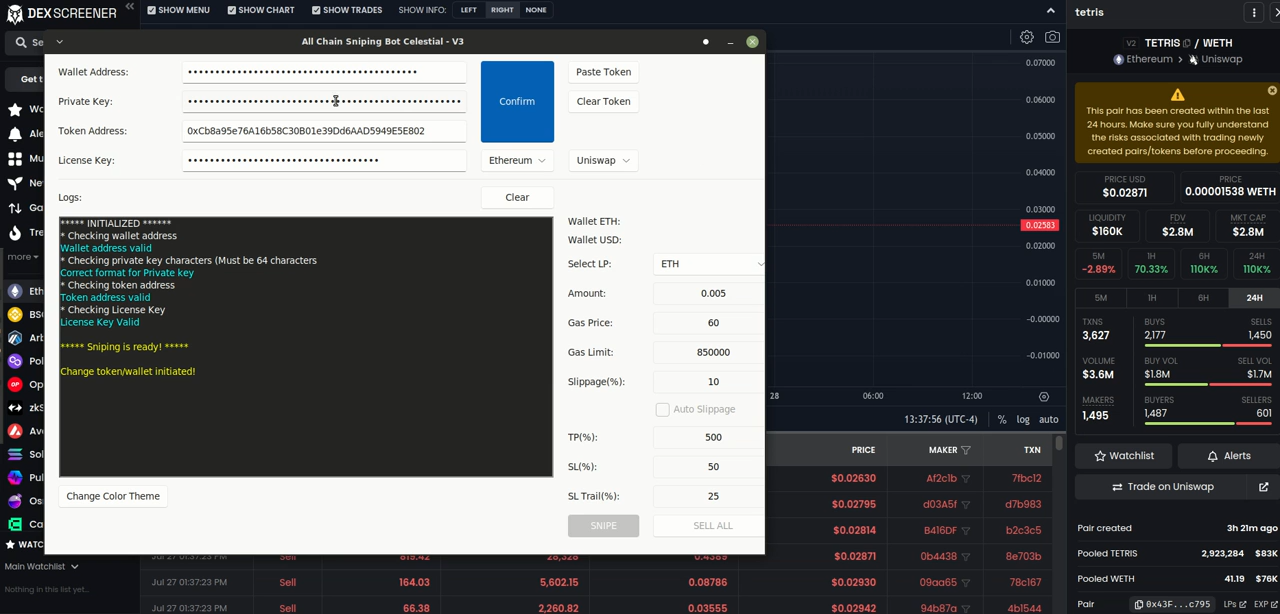 DEX SCREENER
SHOW MENU
SHOW CHART
SHOW TRADES
SHOW INFO:
LEFT
RIGHT
NONE
tetris
All Chain Sniping Bot Celestial - V3
Wallet Address:
Private Key:
Token Address:
0xCb8a95e76A16b58C30B01e39Dd6AAD5949E5E802
License Key:
Confirm
Paste Token
Clear Token
Ethereum
Uniswap
Logs:
Clear
***** INITIALIZED ******
* Checking wallet address
Wallet address valid
* Checking private key characters (Must be 64 characters
Correct format for Private key
* Checking token address
Token address valid
* Checking License Key
License Key Valid
***** Sniping is ready! *****
Change token/wallet initiated!
Change Color Theme
Wallet ETH:
Wallet USD:
Select LP:
ETH
Amount:
0.005
Gas Price:
60
Gas Limit:
850000
Slippage(%):
10
Auto Slippage
TP(%):
500
SL(%):
50
SL Trail(%):
25
SNIPE
SELL ALL
more
Main Watchlist
Nothing in this list yet...
0.07000
0.06000
0.05000
0.04000
0.03000
0.02583
0.02000
0.01000
-0.00000
-0.01000
28
06:00
12:00
13:37:56 (UTC-4)
%
log
auto
PRICE
MAKER
TXN
$0.02630
Af2c1b
7fbc12
$0.02795
d03A5f
d7b983
$0.02814
B416DF
b2c3c5
Jul 27 01:37:23 PM
Sell
819.42
28,328
0.4389
$0.02871
0b4438
8e703b
Jul 27 01:37:23 PM
Sell
164.03
5,602.15
0.08786
$0.02930
09aa65
78c167
Jul 27 01:37:23 PM
Sell
66.38
2,260.82
0.03555
$0.02942
94b87a
4b1544
V2 TETRIS / WETH
Ethereum > Uniswap
This pair has been created within the last
24 hours. Make sure you fully understand
the risks associated with trading newly
created pairs/tokens before proceeding.
PRICE USD
$0.02871
PRICE
0.00001538 WETH
LIQUIDITY
$160K
FDV
$2.8M
MKT CAP
$2.8M
5M
-2.89%
1H
70.33%
6H
110K%
24H
110K%
5M
1H
6H
24H
TXNS
3,627
BUYS
2,177
SELLS
1,450
VOLUME
$3.6M
BUY VOL
$1.8M
SELL VOL
$1.7M
MAKERS
1,495
BUYERS
1,487
SELLERS
601
Watchlist
Alerts
Trade on Uniswap
Pair created
3h 21m ago
Pooled TETRIS
2,923,284
$83K
Pooled WETH
41.19
$76K
Pair
0x43F...c795
LPs
EXP